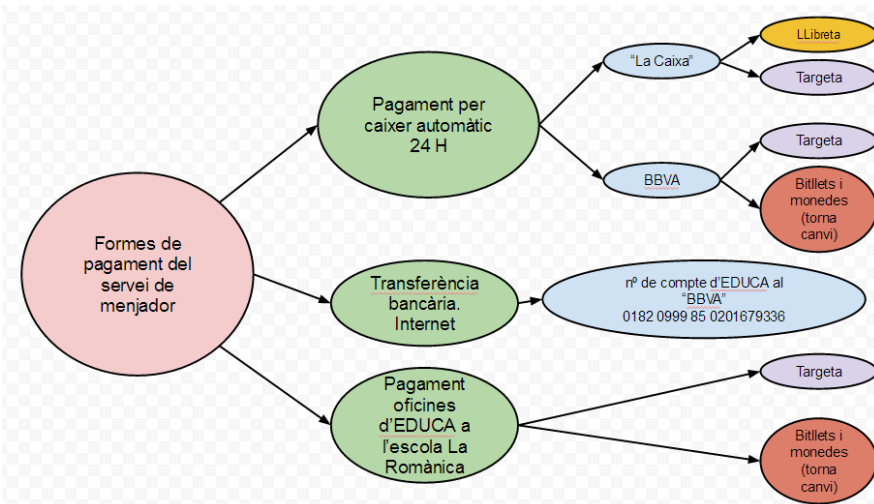 Formes de
pagament del
servei de
menjador
Pagament per
caixer automàtic
24 H
"La Caixa"
LLibreta
Targeta
BBVA
Targeta
Bitllets i
monedes
(torna
canvi)
Transferència
bancària.
Internet
nº de compte d'EDUCA al
"BBVA"
0182 0999 85 0201679336
Pagament
oficines
d'EDUCA a
l'escola La
Romànica
Targeta
Bitllets i
monedes
(torna
canvi)